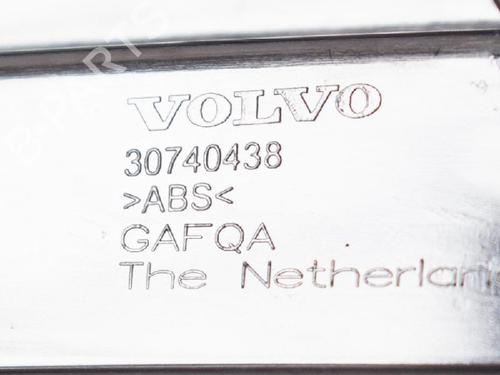 VOLVO
30740438
>ABS<
GAFQA
The Netherlan